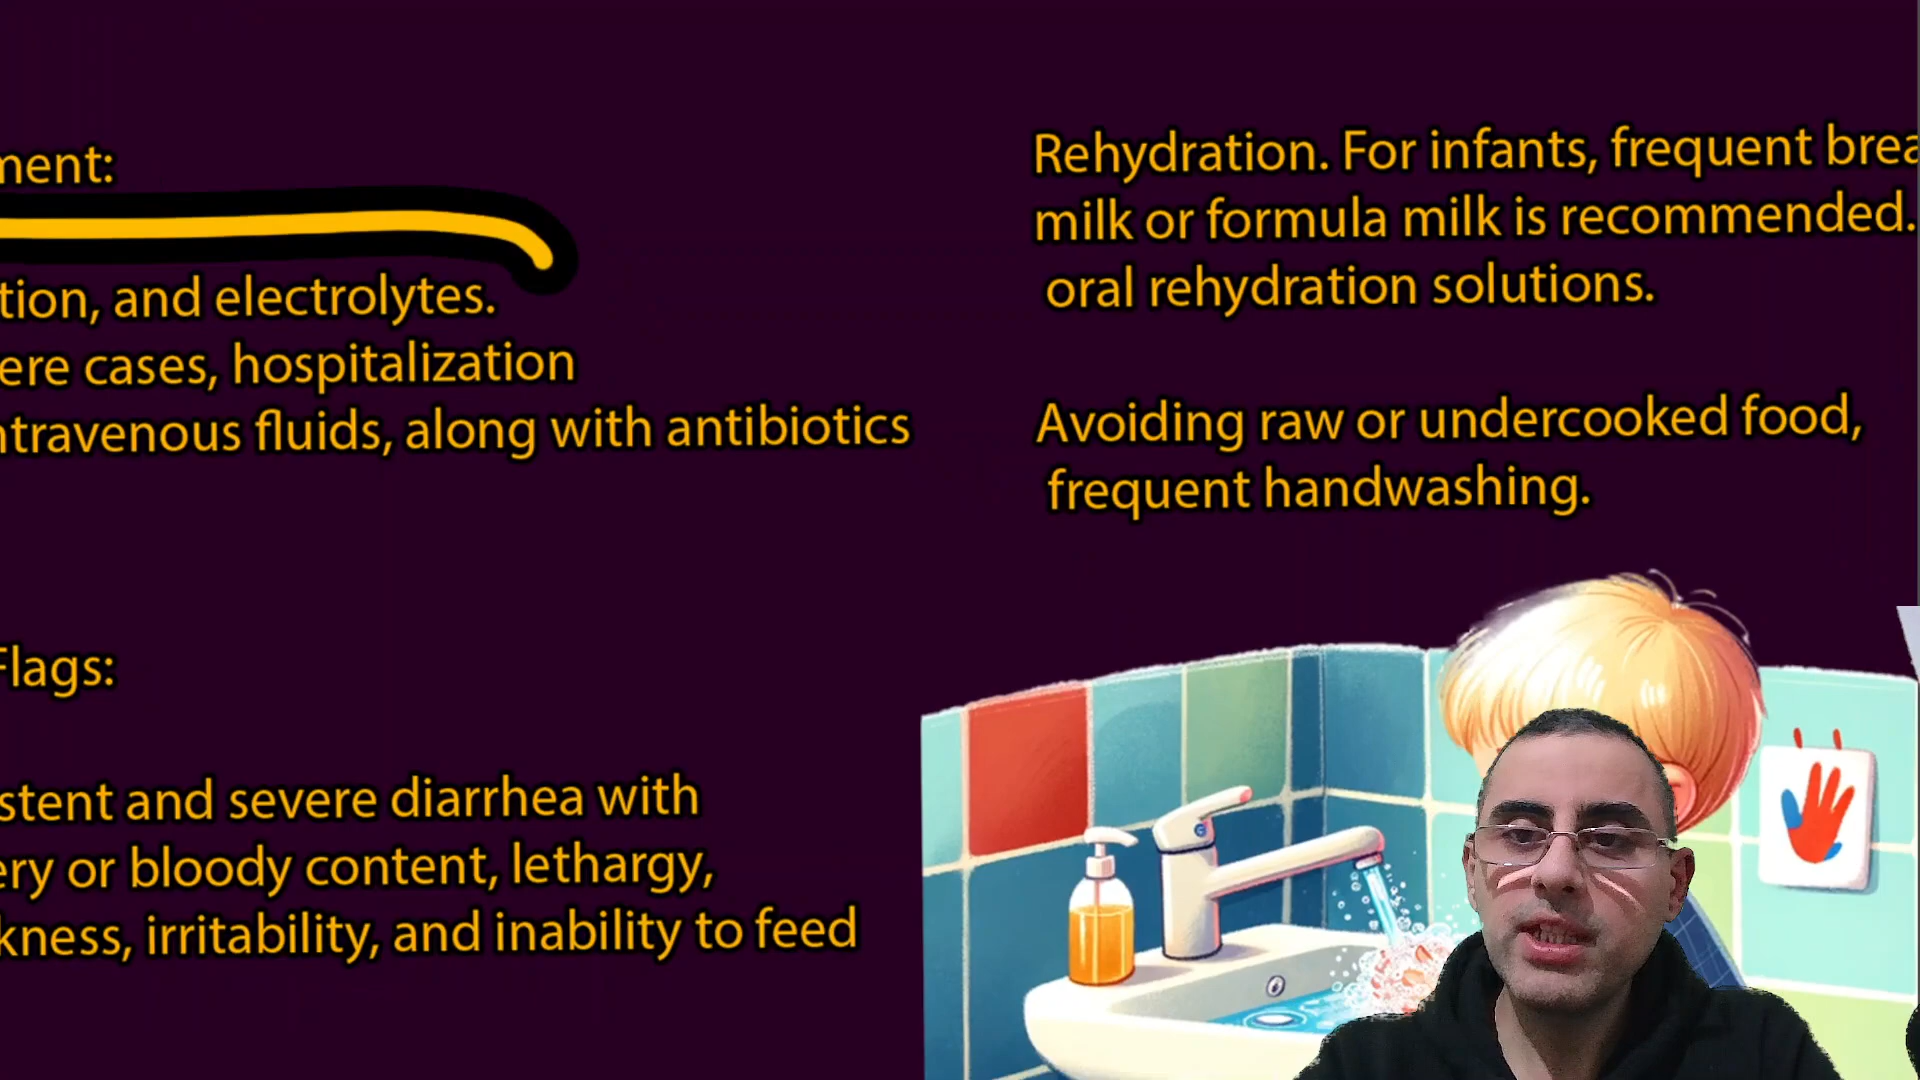 ment:
tion, and electrolytes.
ere cases, hospitalization
ntravenous fluids, along with antibiotics
Flags:
stent and severe diarrhea with
ery or bloody content, lethargy,
kness, irritability, and inability to feed
Rehydration. For infants, frequent brea
milk or formula milk is recommended.
oral rehydration solutions.
Avoiding raw or undercooked food,
frequent handwashing.